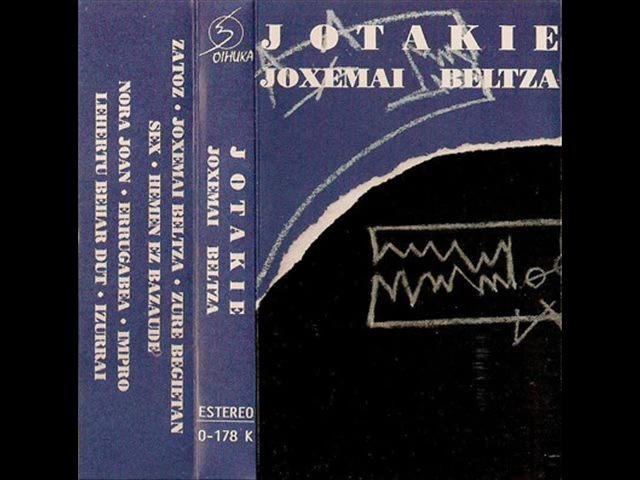 ZATOZ · JOXEMAI BELTZA · ZURE BEGIETAN
SEX · HEMEN EZ BAZAUDE
NORA JOAN · ERRUGABEA · IMPRO
LEHERTU BEHAR DUT · IZURRAI
OIHUKA
JOTAKIE
JOXEMAI BELTZA
ESTEREO
O-178 K
JOTAKIE
JOXEMAI BELTZA